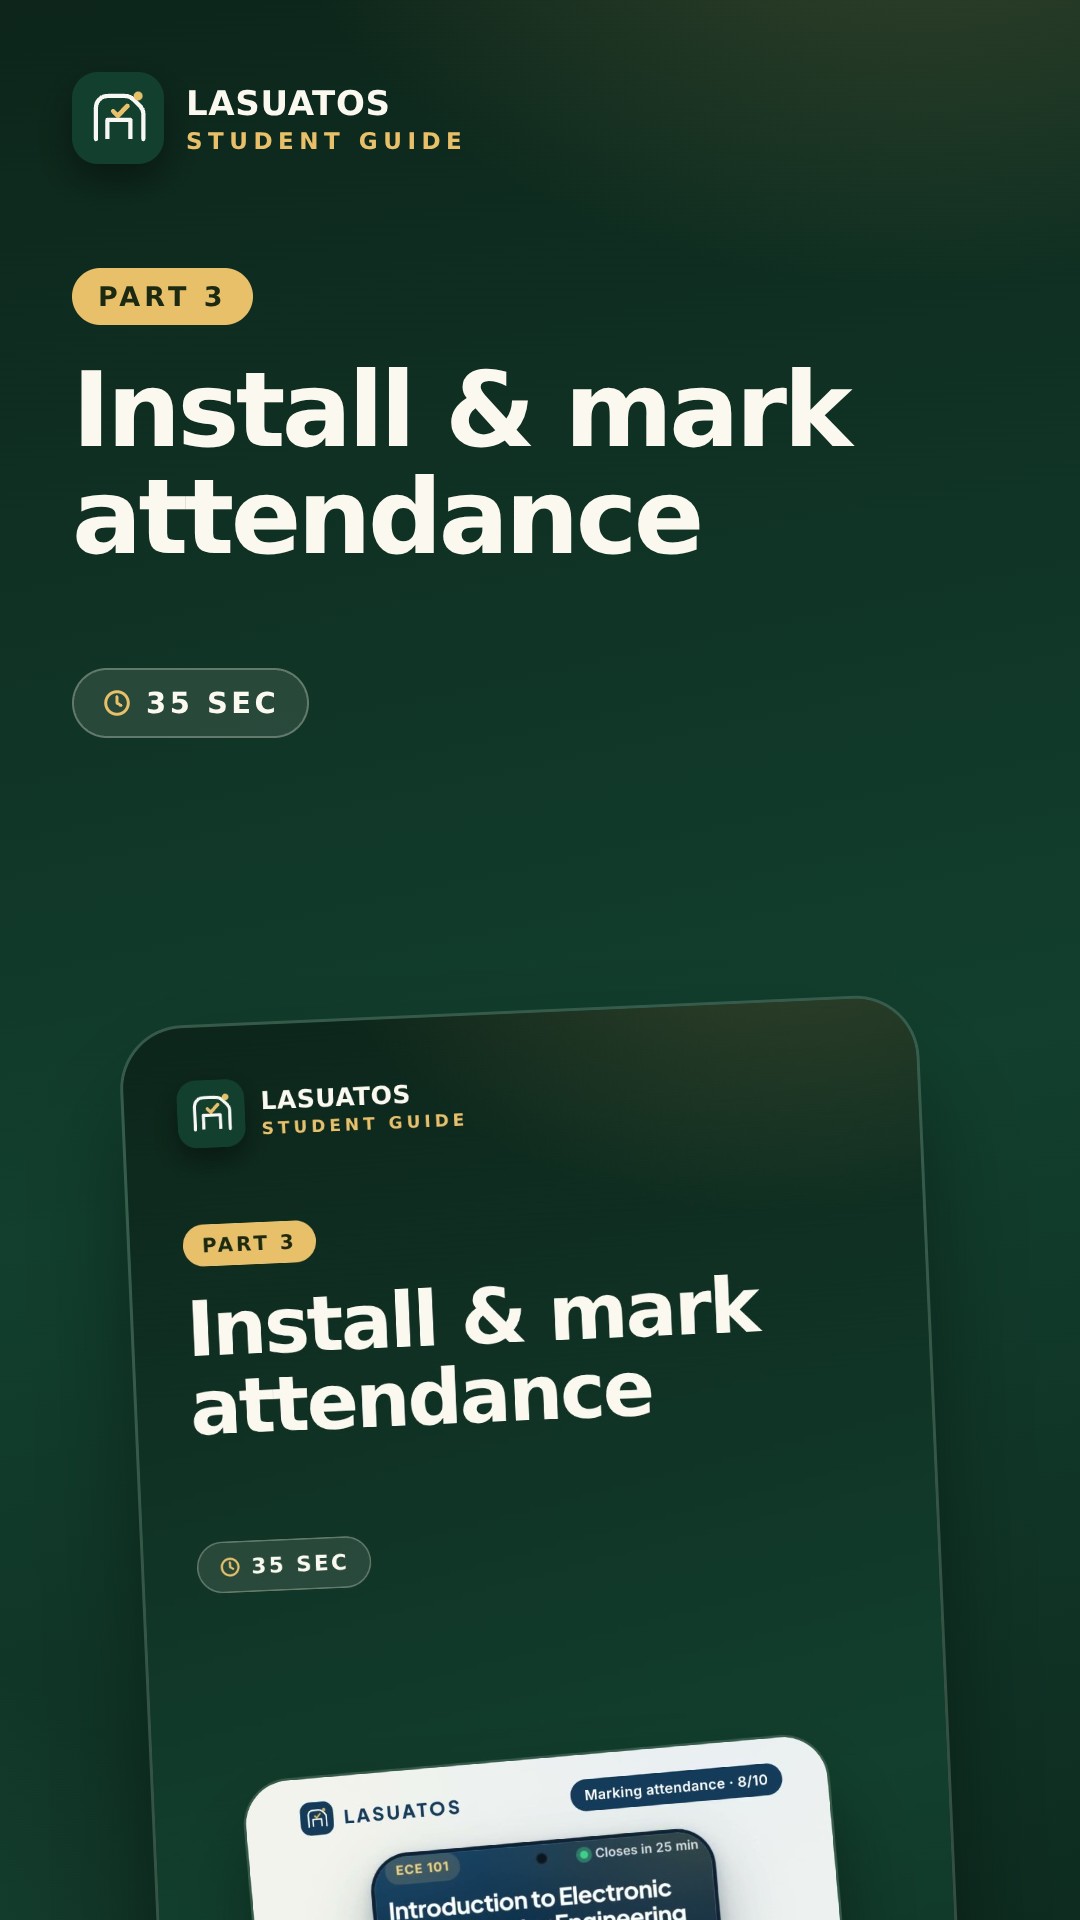 LASUATOS
STUDENT GUIDE
PART 3
Install & mark
attendance
35 SEC
LASUATOS
STUDENT GUIDE
PART 3
Install & mark
attendance
35 SEC
LASUATOS
Marking attendance · 8/10
ECE 101
Closes in 25 min
Introduction to Electronic
Engineering